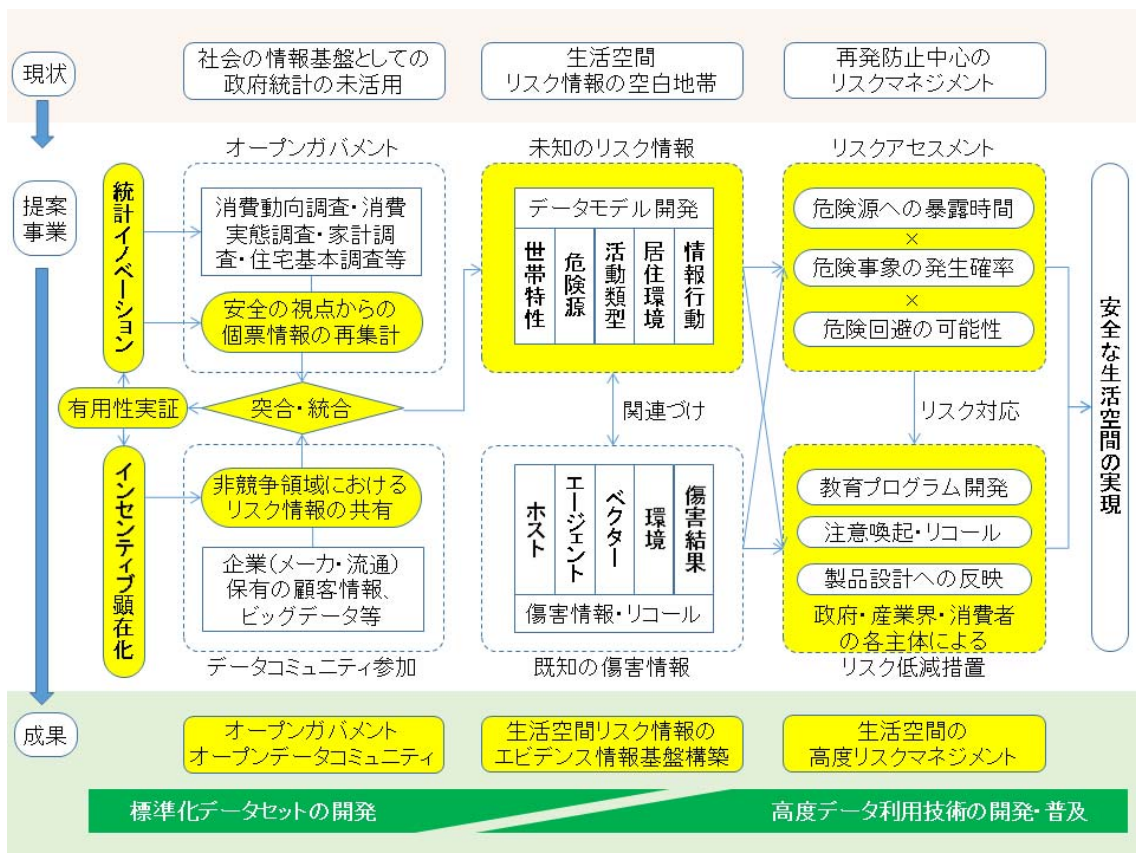 現状
社会の情報基盤としての
政府統計の未活用
生活空間
リスク情報の空白地帯
再発防止中心の
リスクマネジメント
提案
事業
統計イノベーション
有用性実証
インセンティブ顕在化
オープンガバメント
消費動向調査・消費
実態調査・家計調
査・住宅基本調査等
安全の視点からの
個票情報の再集計
突合・統合
非競争領域における
リスク情報の共有
企業(メーカ・流通)
保有の顧客情報、
ビッグデータ等
データコミュニティ参加
未知のリスク情報
データモデル開発
世帯特性
危険源
活動類型
居住環境
情報行動
関連づけ
ホスト
エージェント
ベクター
環境
傷害結果
傷害情報・リコール
既知の傷害情報
リスクアセスメント
危険源への暴露時間
×
危険事象の発生確率
×
危険回避の可能性
リスク対応
教育プログラム開発
注意喚起・リコール
製品設計への反映
政府・産業界・消費者
の各主体による
リスク低減措置
安全な生活空間の実現
成果
オープンガバメント
オープンデータコミュニティ
生活空間リスク情報の
エビデンス情報基盤構築
生活空間の
高度リスクマネジメント
標準化データセットの開発
高度データ利用技術の開発・普及